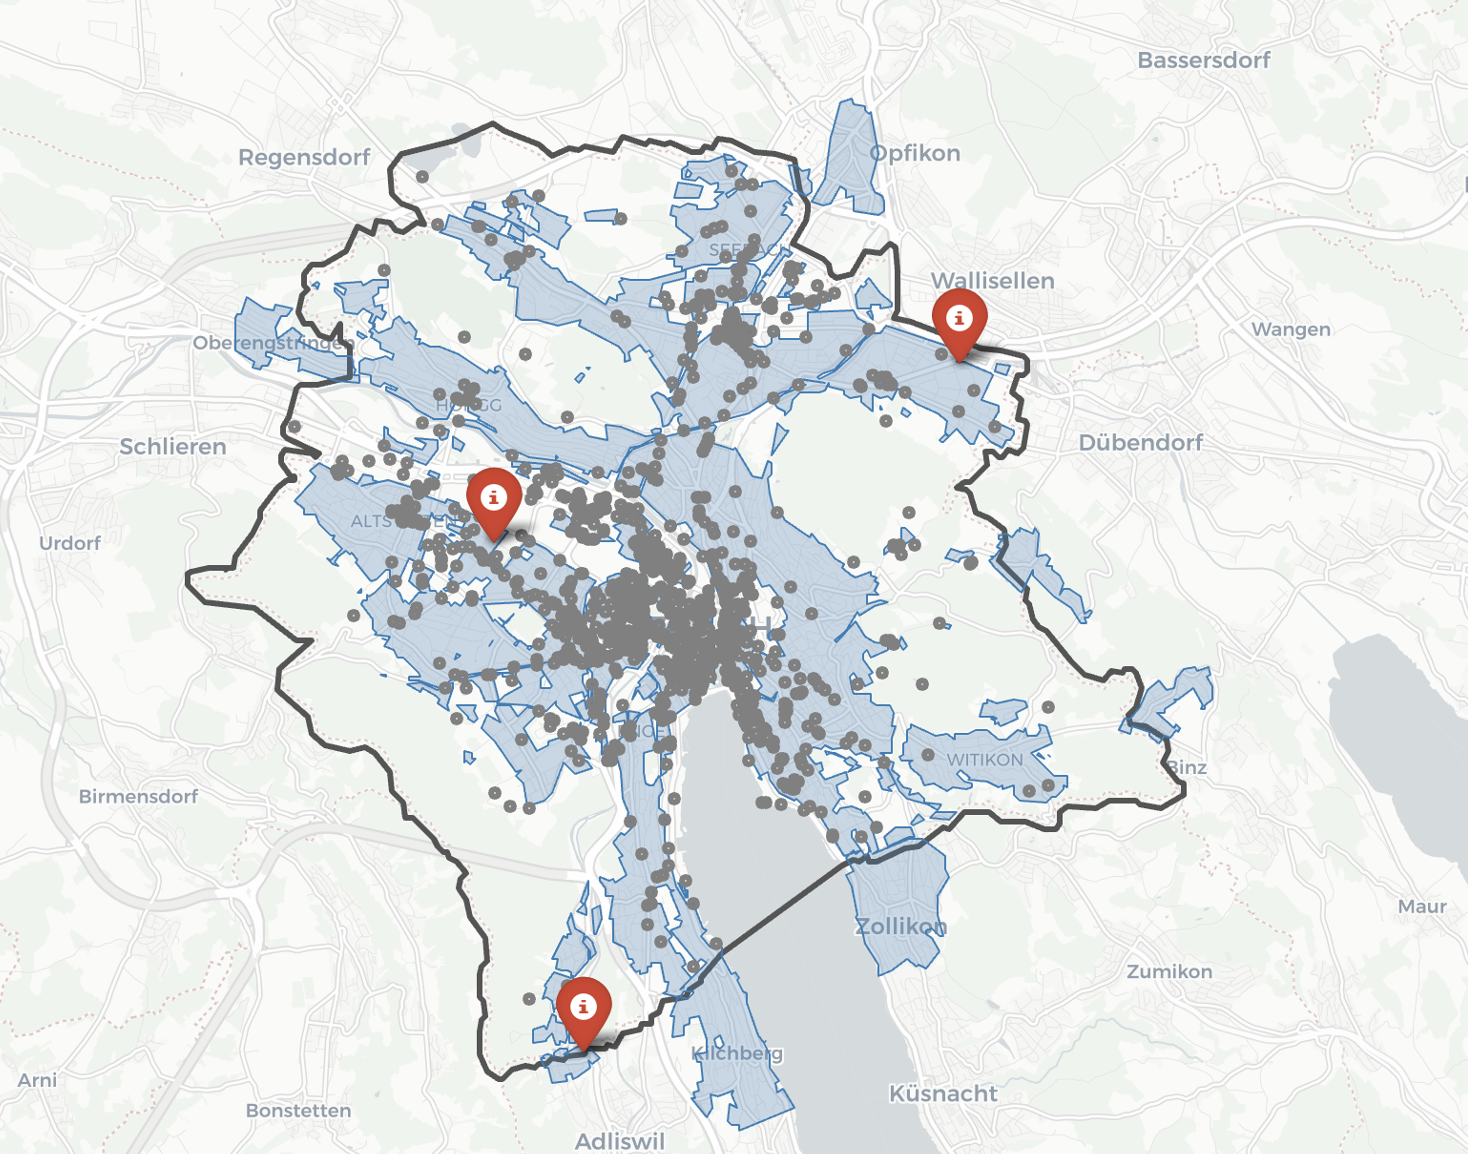 Bassersdorf
Regensdorf
Opfikon
SEEBACH
Wallisellen
Wangen
Oberengstringen
HÖNGG
Schlieren
Dübendorf
ALTSTETTEN
Urdorf
H
ENGE
WITIKON
Binz
Birmensdorf
Maur
Zollikon
Zumikon
Kilchberg
Arni
Küsnacht
Bonstetten
Adliswil